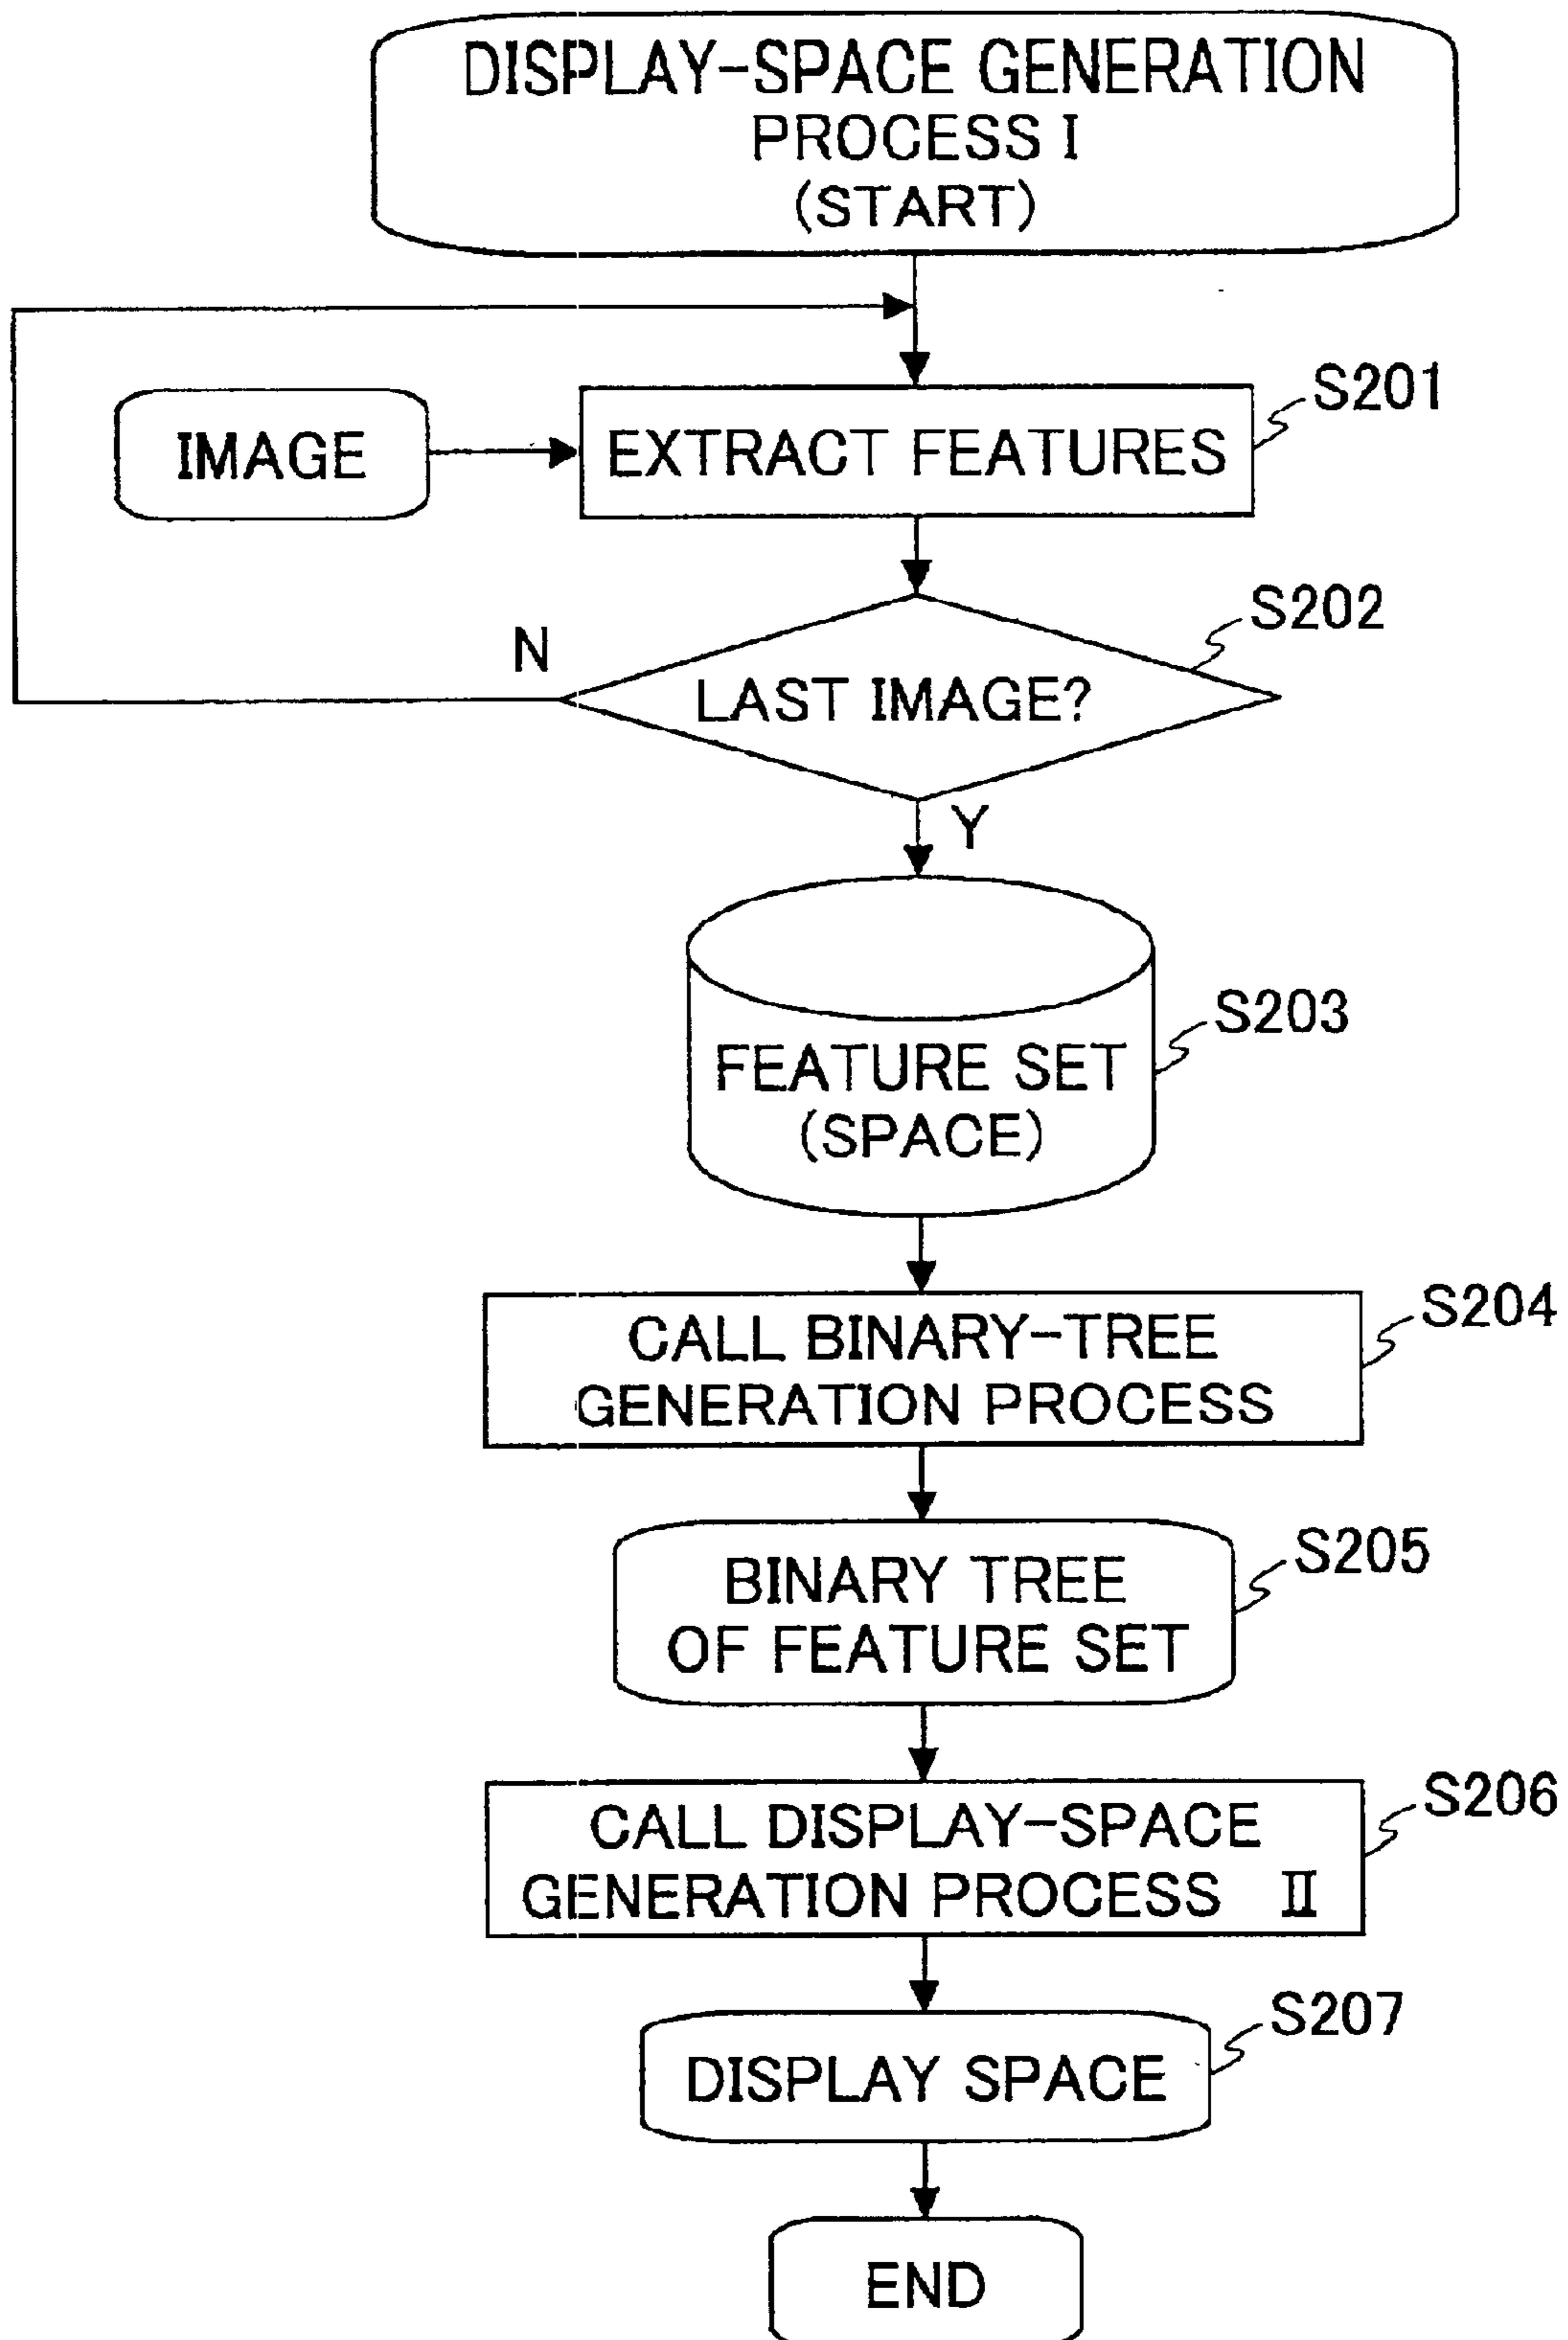 DISPLAY-SPACE GENERATION
PROCESS I
(START)
IMAGE
EXTRACT FEATURES
S201
S202
N
LAST IMAGE?
Y
S203
FEATURE SET
(SPACE)
S204
CALL BINARY-TREE
GENERATION PROCESS
S205
BINARY TREE
OF FEATURE SET
S206
CALL DISPLAY-SPACE
GENERATION PROCESS II
S207
DISPLAY SPACE
END